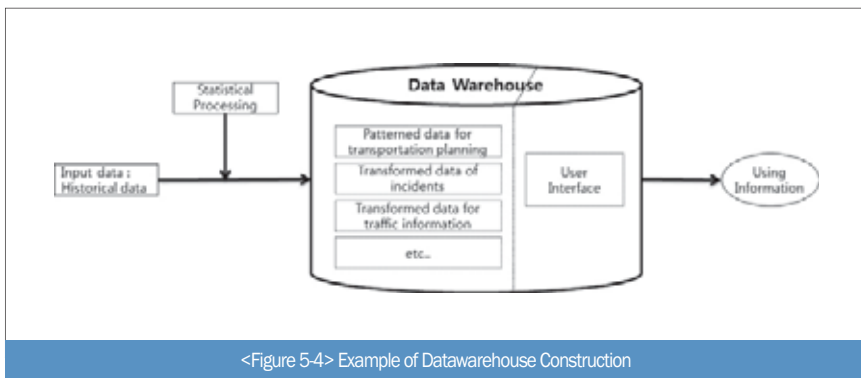 Data Warehouse
Statistical
Processing
Patterned data for
transportation planning
Input data :
Historical data
Transformed data of
incidents
User
Interface
Using
Information
Transformed data for
traffic information
etc..
<Figure 5-4> Example of Datawarehouse Construction